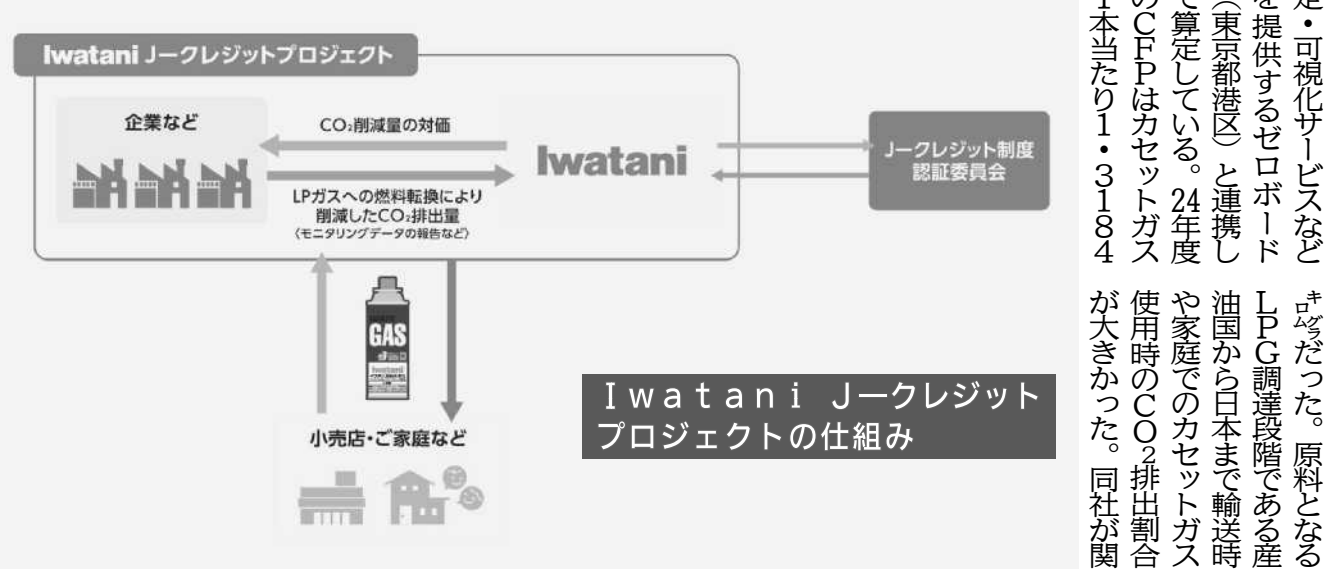 Iwatani Jークレジットプロジェクト
企業など
CO₂削減量の対価
Iwatani
LPガスへの燃料転換により
削減したCO₂排出量
〈モニタリングデータの報告など〉
Jークレジット制度
認証委員会
GAS
小売店・ご家庭など
Iwatani Jークレジット
プロジェクトの仕組み
定・可視化サービスなど
を提供するゼロボード
（東京都港区）と連携し
て算定している。24年度
のCFPはカセットガス
1本当たり1・3184
キログラムだった。原料となる
LPG調達段階である産
油国から日本まで輸送時
や家庭でのカセットガス
使用時のCO₂排出割合
が大きかった。同社が関